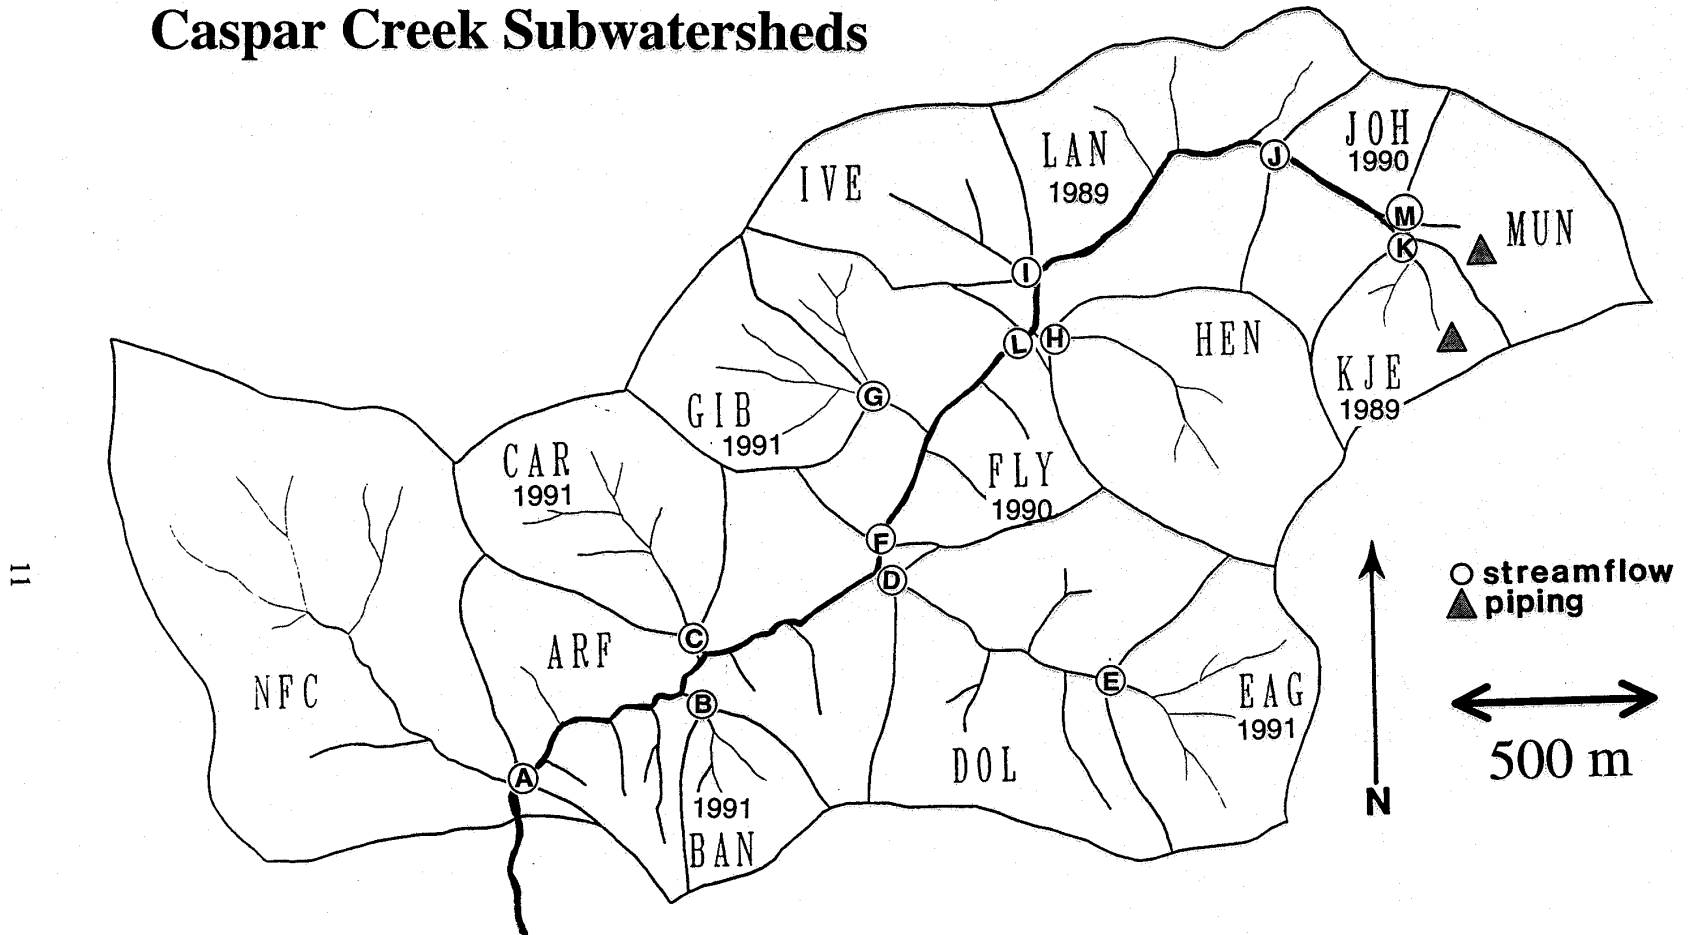 Caspar Creek Subwatersheds
JOH
1990
LAN
1989
IVE
J
M
MUN
K
I
L
H
HEN
KJE
1989
G
GIB
1991
CAR
1991
FLY
1990
F
D
streamflow
piping
11
C
ARF
E
EAG
1991
NFC
B
500 m
DOL
A
1991
N
BAN